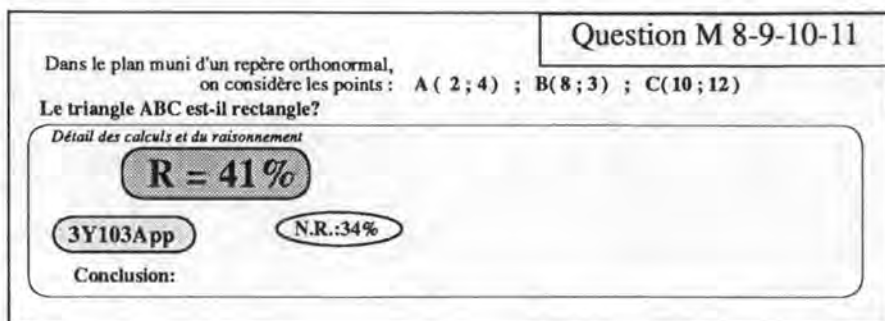 Question M 8-9-10-11
Dans le plan muni d'un repère orthonormal,
on considère les points : A ( 2 ; 4) ; B( 8 ; 3) ; C( 10 ; 12)
Le triangle ABC est-il rectangle?
Détail des calculs et du raisonnement
R = 41%
3Y103App
N.R.:34%
Conclusion: